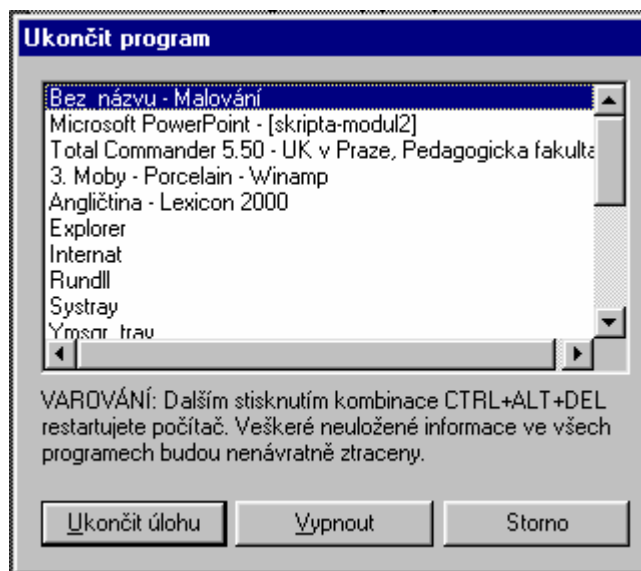 Ukončit program
Bez názvu - Malování
Microsoft PowerPoint - [skripta-modul2]
Total Commander 5.50 - UK v Praze, Pedagogicka fakulta
3. Moby - Porcelain - Winamp
Angličtina - Lexicon 2000
Explorer
Internat
Rundll
Systray
Ymsgr_tray
VAROVÁNÍ: Dalším stisknutím kombinace CTRL+ALT+DEL
restartujete počítač. Veškeré neuložené informace ve všech
programech budou nenávratně ztraceny.
Ukončit úlohu
Vypnout
Storno